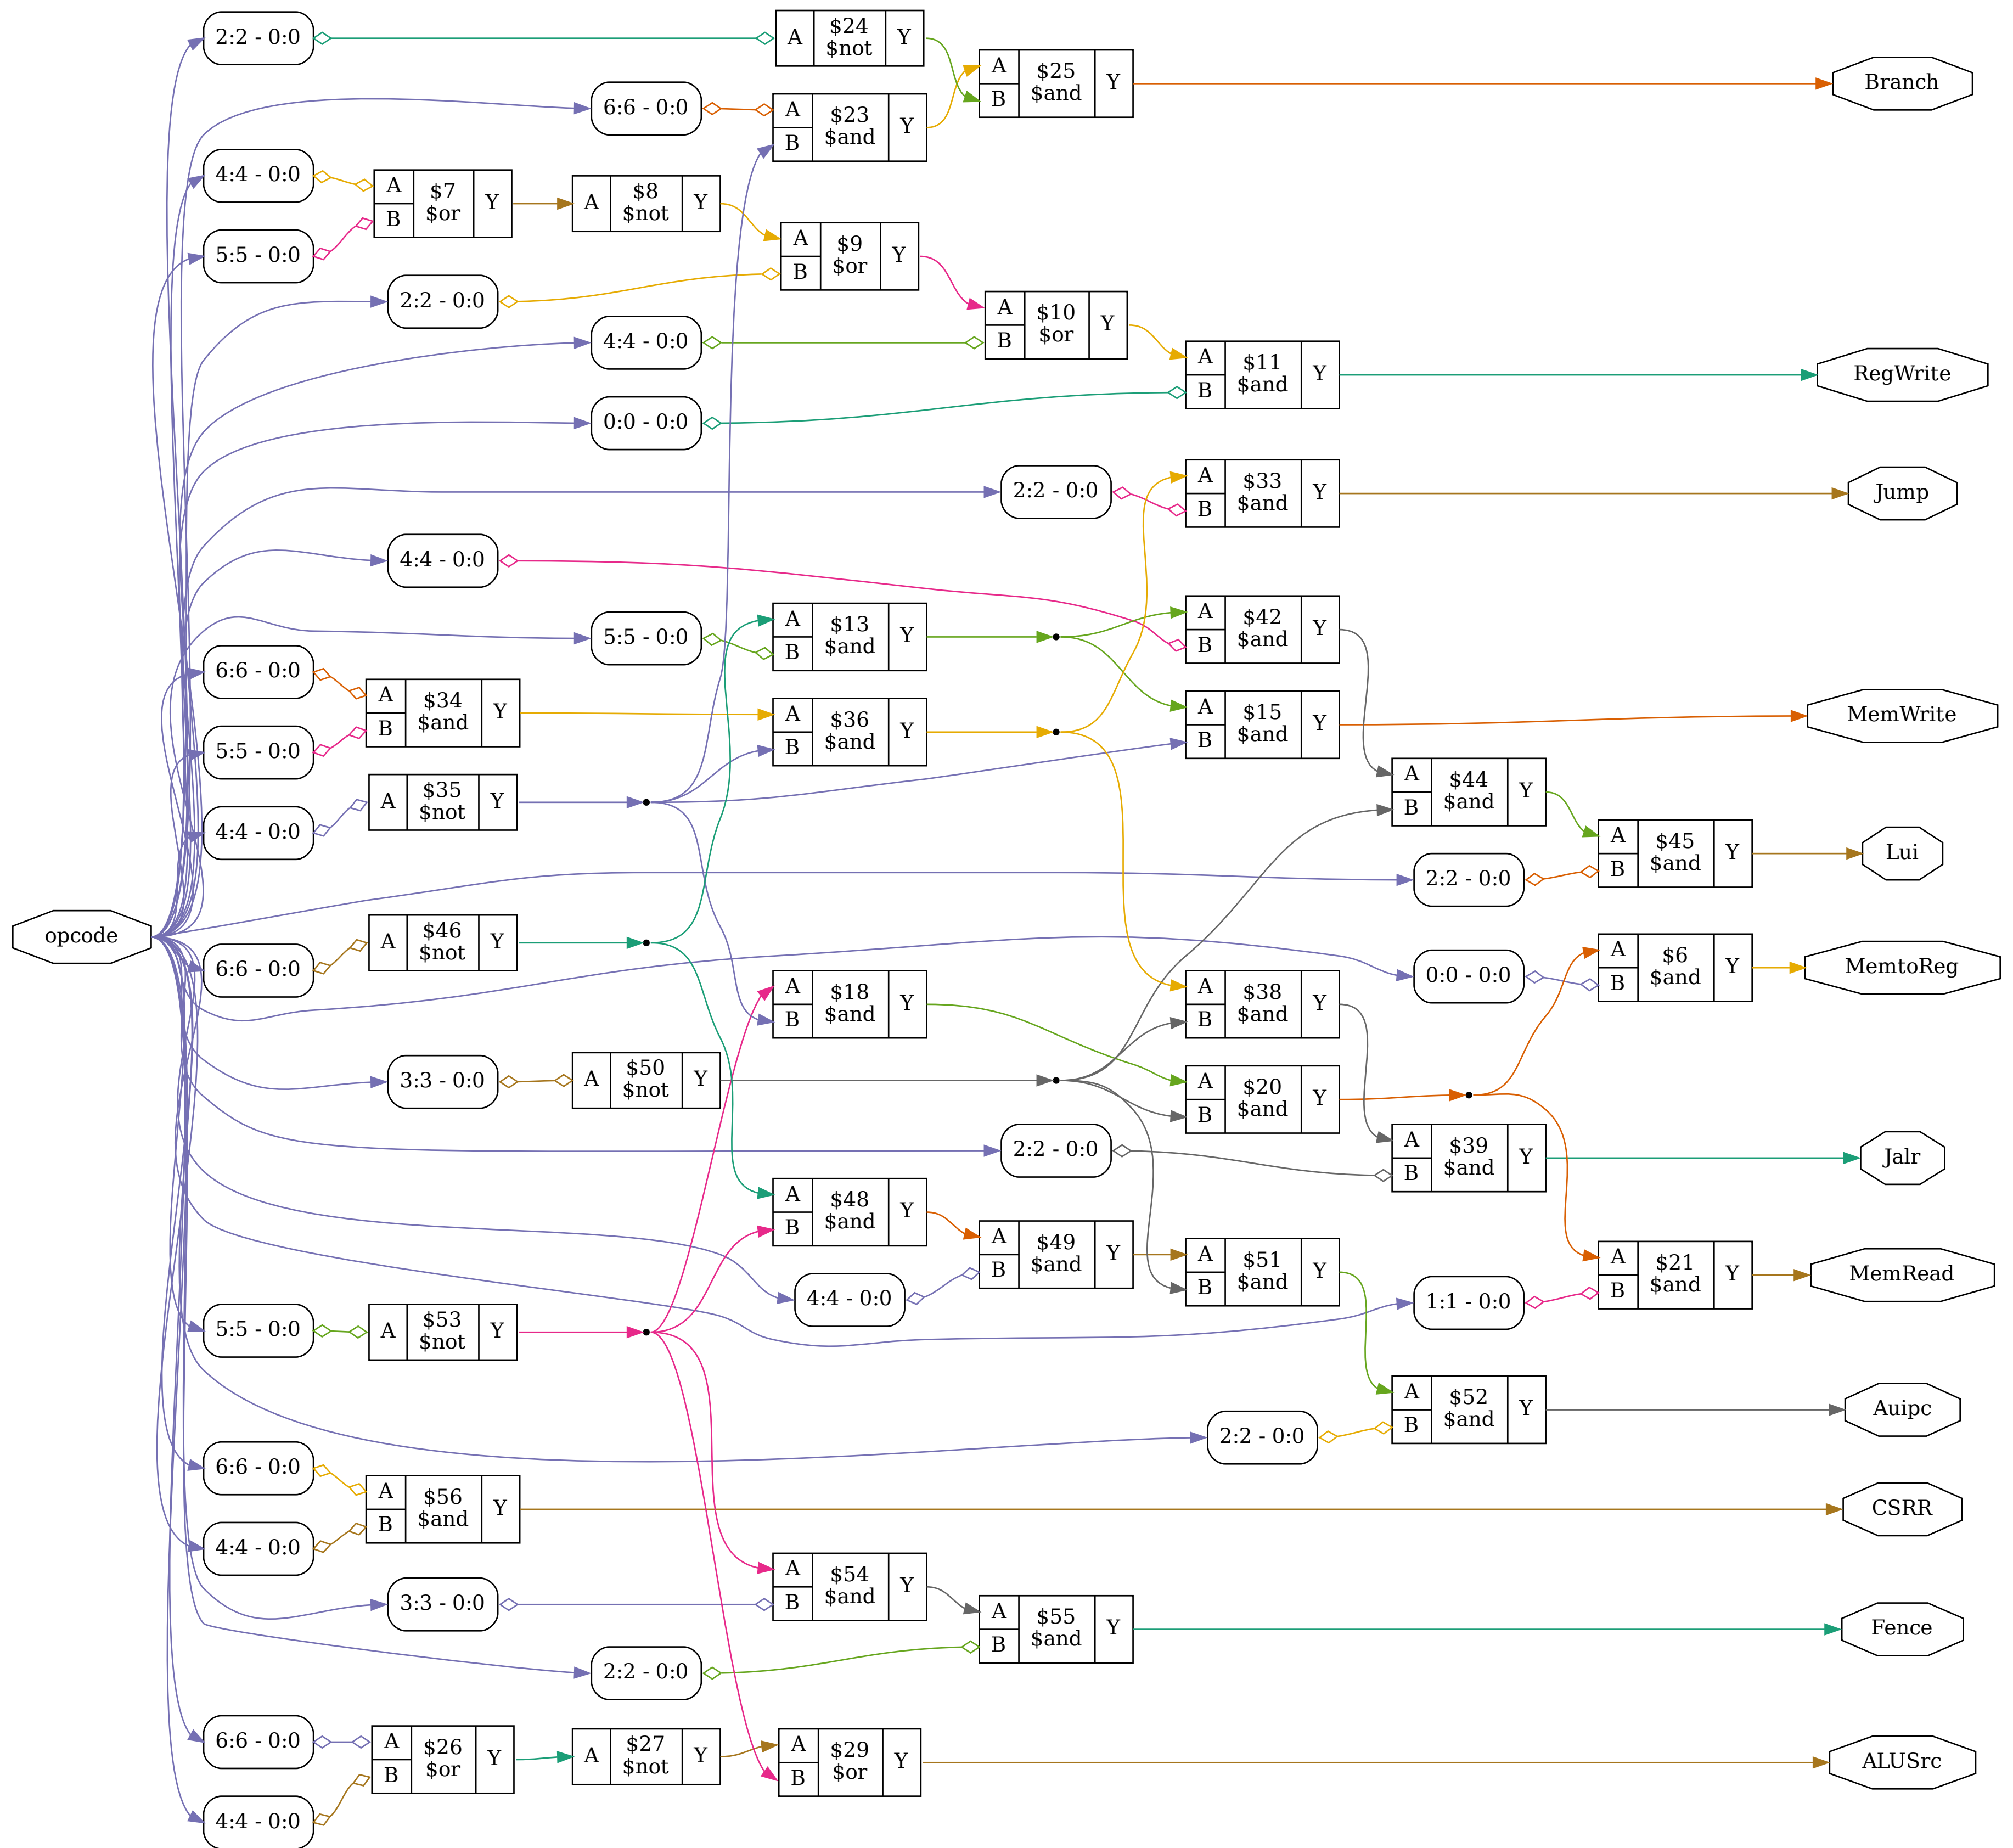 2:2 - 0:0
A $24 Y
$not
A $25 Y
B $and
Branch
6:6 - 0:0
A $23 Y
B $and
4:4 - 0:0
5:5 - 0:0
A $7 Y
B $or
A $8 Y
$not
A $9 Y
B $or
2:2 - 0:0
4:4 - 0:0
A $10 Y
B $or
0:0 - 0:0
A $11 Y
B $and
RegWrite
2:2 - 0:0
A $33 Y
B $and
Jump
4:4 - 0:0
5:5 - 0:0
A $13 Y
B $and
A $42 Y
B $and
6:6 - 0:0
5:5 - 0:0
A $34 Y
B $and
A $36 Y
B $and
A $15 Y
B $and
MemWrite
4:4 - 0:0
A $35 Y
$not
A $44 Y
B $and
A $45 Y
B $and
Lui
2:2 - 0:0
opcode
6:6 - 0:0
A $46 Y
$not
0:0 - 0:0
A $6 Y
B $and
MemtoReg
A $18 Y
B $and
A $38 Y
B $and
3:3 - 0:0
A $50 Y
$not
A $20 Y
B $and
2:2 - 0:0
A $39 Y
B $and
Jalr
A $48 Y
B $and
4:4 - 0:0
A $49 Y
B $and
A $51 Y
B $and
1:1 - 0:0
A $21 Y
B $and
MemRead
5:5 - 0:0
A $53 Y
$not
2:2 - 0:0
A $52 Y
B $and
Auipc
6:6 - 0:0
4:4 - 0:0
A $56 Y
B $and
CSRR
3:3 - 0:0
A $54 Y
B $and
2:2 - 0:0
A $55 Y
B $and
Fence
6:6 - 0:0
4:4 - 0:0
A $26 Y
B $or
A $27 Y
$not
A $29 Y
B $or
ALUSrc